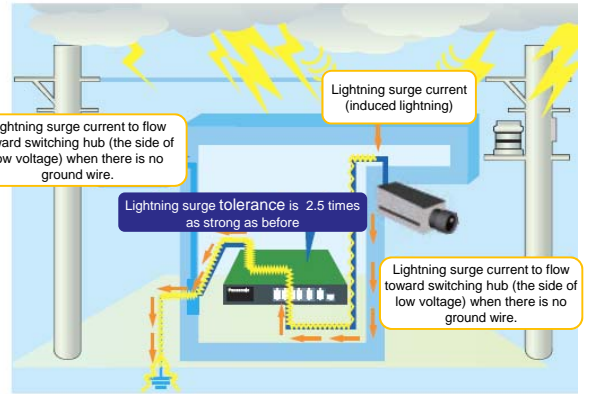 Lightning surge current
(induced lightning)
ghtning surge current to flow
ward switching hub (the side of
ow voltage) when there is no
ground wire.
Lightning surge tolerance is 2.5 times
as strong as before
Panasonic
Lightning surge current to flow
toward switching hub (the side of
low voltage) when there is no
ground wire.